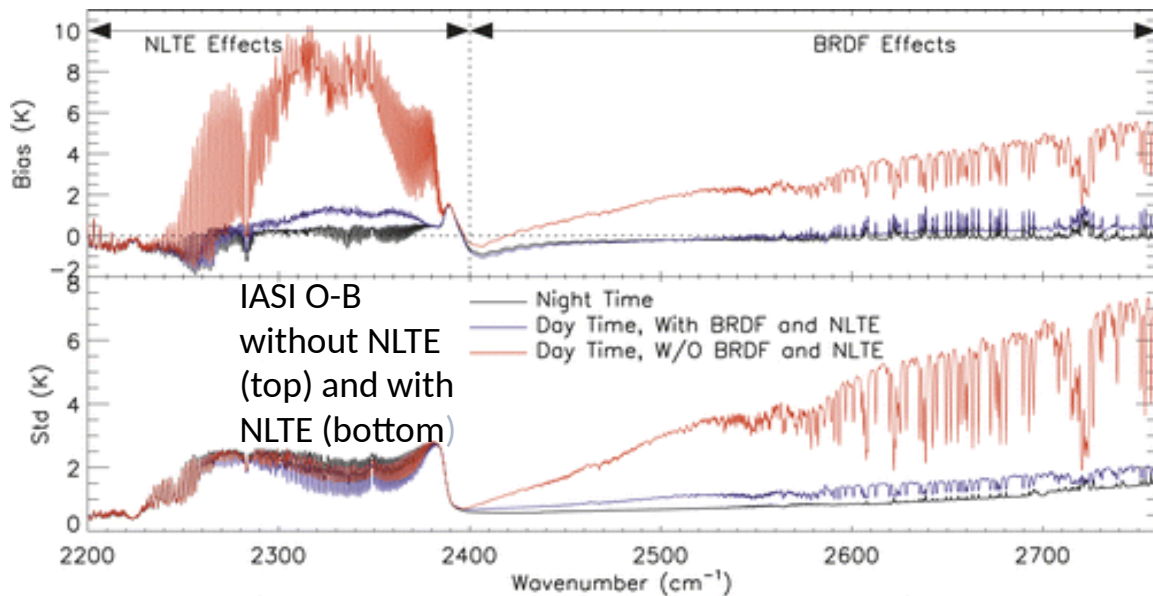 10
8
6
4
2
0
−2
Bias (K)
NLTE Effects
BRDF Effects
8
6
4
2
0
Std (K)
IASI O-B
without NLTE
(top) and with
NLTE (bottom)
Night Time
Day Time, With BRDF and NLTE
Day Time, W/O BRDF and NLTE
2200 2300 2400 2500 2600 2700
Wavenumber (cm⁻¹)